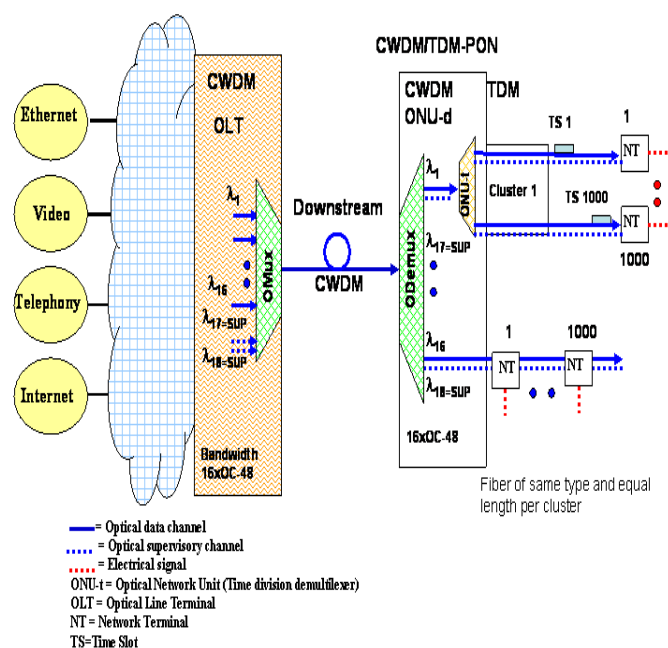 CWDM/TDM-PON
CWDM
OLT
CWDM
ONU-d
TDM
Ethernet
Video
Telephony
Internet
λ1
λ16
λ17=SUP
λ18=SUP
OMux
Bandwidth
16xOC-48
Downstream
CWDM
ODemux
λ1
λ17=SUP
λ16
λ18=SUP
16xOC-48
ONU-t
Cluster 1
TS 1
TS 1000
1
NT
NT
1000
1
1000
NT
NT
Fiber of same type and equal
length per cluster
= Optical data channel
= Optical supervisory channel
= Electrical signal
ONU-t = Optical Network Unit (Time division demultilexer)
OLT = Optical Line Terminal
NT = Network Terminal
TS=Time Slot